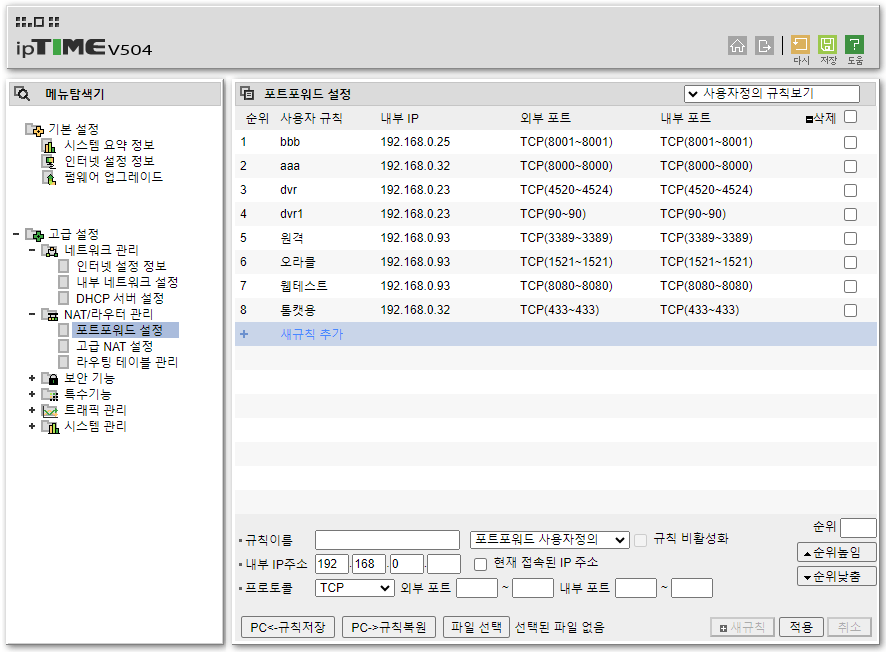 ipTIME V504
다시 저장 도움
메뉴탐색기
기본 설정
시스템 요약 정보
인터넷 설정 정보
펌웨어 업그레이드
고급 설정
네트워크 관리
인터넷 설정 정보
내부 네트워크 설정
DHCP 서버 설정
NAT/라우터 관리
포트포워드 설정
고급 NAT 설정
라우팅 테이블 관리
보안 기능
특수기능
트래픽 관리
시스템 관리
포트포워드 설정 사용자정의 규칙보기
순위 사용자 규칙 내부 IP 외부 포트 내부 포트 삭제
1 bbb 192.168.0.25 TCP(8001~8001) TCP(8001~8001)
2 aaa 192.168.0.32 TCP(8000~8000) TCP(8000~8000)
3 dvr 192.168.0.23 TCP(4520~4524) TCP(4520~4524)
4 dvr1 192.168.0.23 TCP(90~90) TCP(90~90)
5 원격 192.168.0.93 TCP(3389~3389) TCP(3389~3389)
6 오라클 192.168.0.93 TCP(1521~1521) TCP(1521~1521)
7 웹테스트 192.168.0.93 TCP(8080~8080) TCP(8080~8080)
8 톰캣용 192.168.0.32 TCP(433~433) TCP(433~433)
+ 새규칙 추가
순위
규칙이름 포트포워드 사용자정의 규칙 비활성화
순위높임
내부 IP주소 192 . 168 . 0 . 현재 접속된 IP 주소
순위낮춤
프로토콜 TCP 외부 포트 ~ 내부 포트 ~
PC<-규칙저장 PC->규칙복원 파일 선택 선택된 파일 없음 새규칙 적용 취소